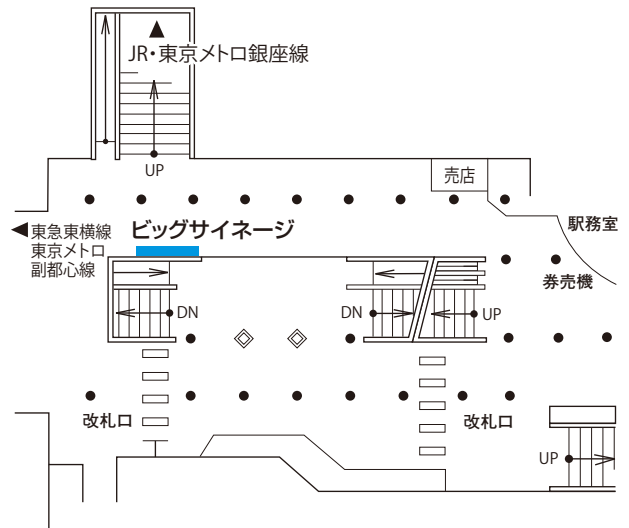 ▲
JR・東京メトロ銀座線
UP
売店
◀東急東横線
東京メトロ
副都心線
ビッグサイネージ
駅務室
券売機
DN
DN
UP
改札口
改札口
UP